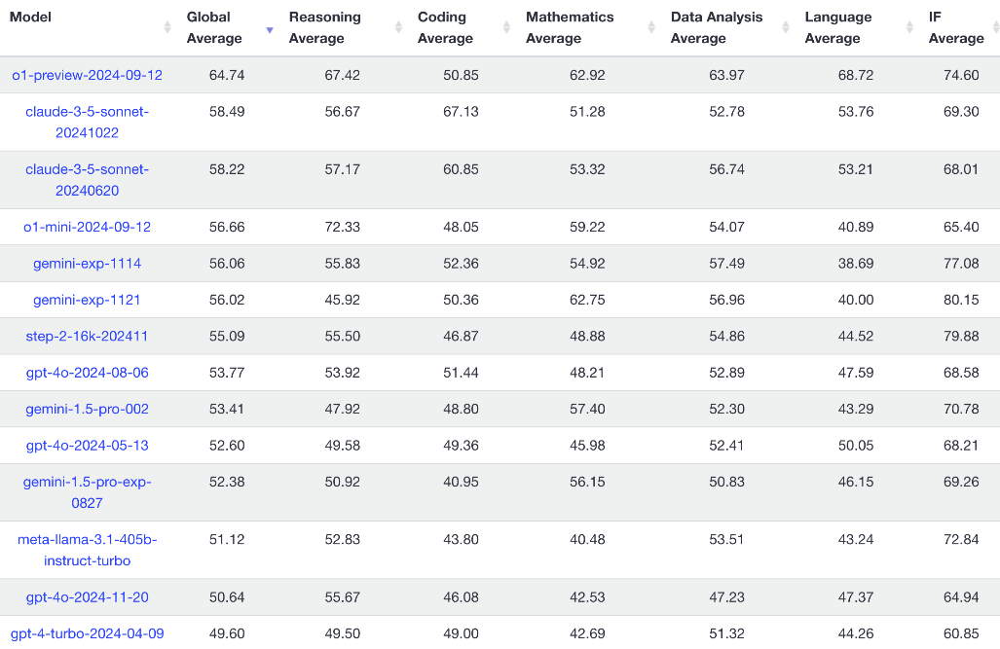 Model Global Average Reasoning Average Coding Average Mathematics Average Data Analysis Average Language Average IF Average
o1-preview-2024-09-12 64.74 67.42 50.85 62.92 63.97 68.72 74.60
claude-3-5-sonnet-20241022 58.49 56.67 67.13 51.28 52.78 53.76 69.30
claude-3-5-sonnet-20240620 58.22 57.17 60.85 53.32 56.74 53.21 68.01
o1-mini-2024-09-12 56.66 72.33 48.05 59.22 54.07 40.89 65.40
gemini-exp-1114 56.06 55.83 52.36 54.92 57.49 38.69 77.08
gemini-exp-1121 56.02 45.92 50.36 62.75 56.96 40.00 80.15
step-2-16k-202411 55.09 55.50 46.87 48.88 54.86 44.52 79.88
gpt-4o-2024-08-06 53.77 53.92 51.44 48.21 52.89 47.59 68.58
gemini-1.5-pro-002 53.41 47.92 48.80 57.40 52.30 43.29 70.78
gpt-4o-2024-05-13 52.60 49.58 49.36 45.98 52.41 50.05 68.21
gemini-1.5-pro-exp-0827 52.38 50.92 40.95 56.15 50.83 46.15 69.26
meta-llama-3.1-405b-instruct-turbo 51.12 52.83 43.80 40.48 53.51 43.24 72.84
gpt-4o-2024-11-20 50.64 55.67 46.08 42.53 47.23 47.37 64.94
gpt-4-turbo-2024-04-09 49.60 49.50 49.00 42.69 51.32 44.26 60.85